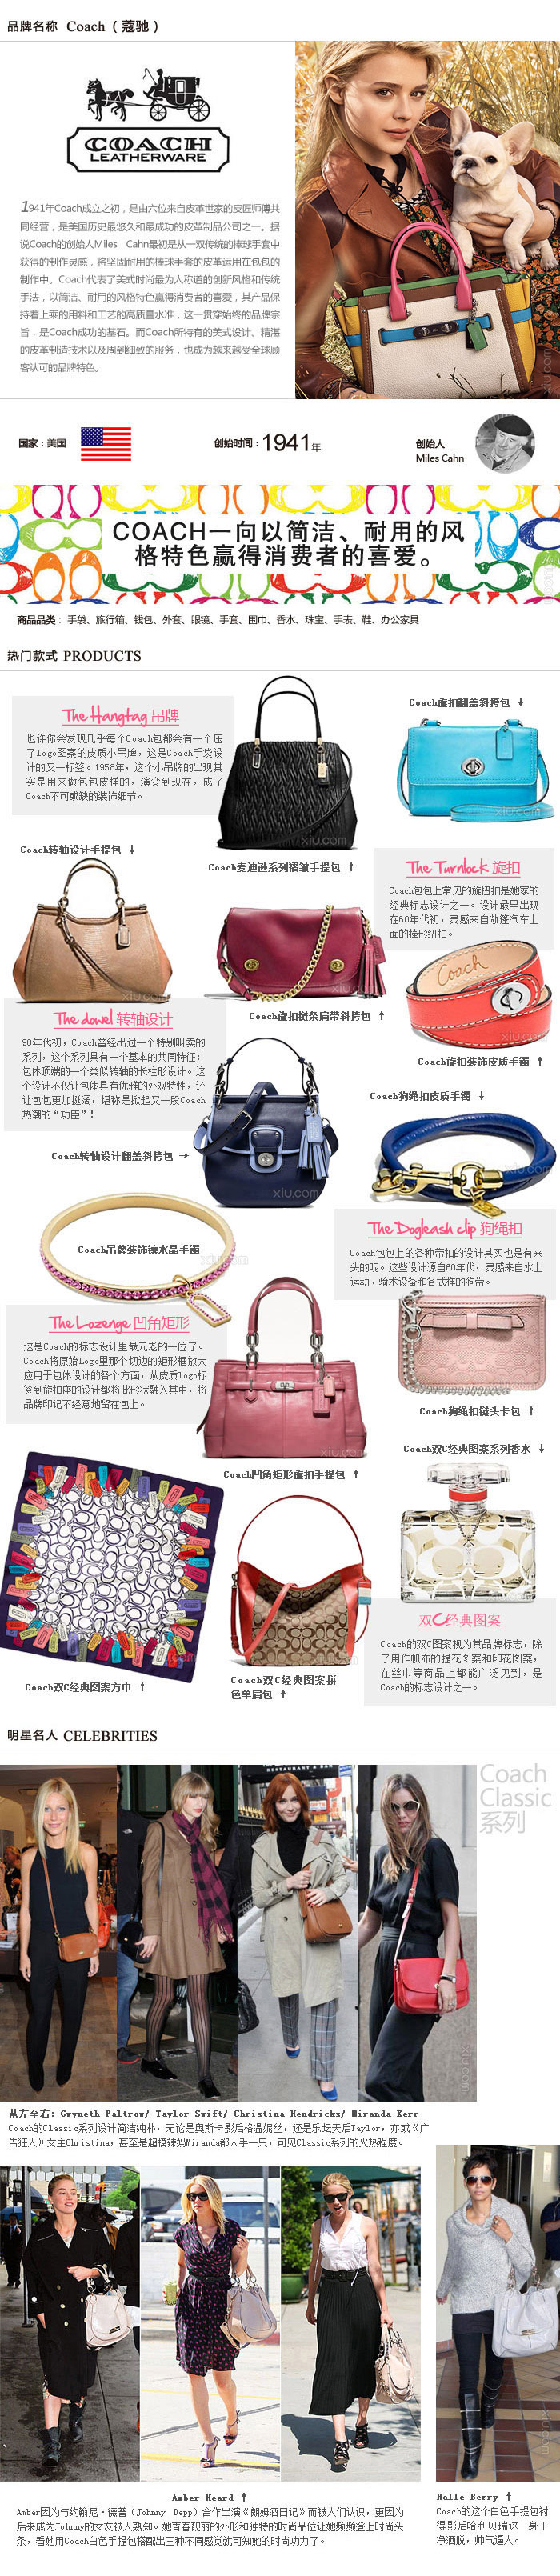 品牌名称 Coach（蔻驰）
COACH
LEATHERWARE
1941年Coach成立之初，是由六位来自皮革世家的皮匠师傅共
同经营，是美国历史最悠久和最成功的皮革制品公司之一。据
说Coach的创始人Miles Cahn最初是从一双传统的棒球手套中
获得的制作灵感，将坚固耐用的棒球手套的皮革运用在包包的
制作中。Coach代表了美式时尚最为人称道的创新风格和传统
手法，以简洁、耐用的风格特色赢得消费者的喜爱，其产品保
持着上乘的用料和工艺的高质量水准，这一贯穿始终的品牌宗
旨，是Coach成功的基石。而Coach所特有的美式设计、精湛
的皮革制造技术以及周到细致的服务，也成为越来越受全球顾
客认可的品牌特色。
xiu.com
国家：美国
创始时间：1941年
创始人
Miles Cahn
COACH一向以简洁、耐用的风
格特色赢得消费者的喜爱。
商品品类：手袋、旅行箱、钱包、外套、眼镜、手套、围巾、香水、珠宝、手表、鞋、办公家具
热门款式 PRODUCTS
The Hangtag 吊牌
也许你会发现几乎每个Coach包都会有一个压
了logo图案的皮质小吊牌，这是Coach手袋设
计的又一标签。1958年，这个小吊牌的出现其
实是用来做包包皮样的，演变到现在，成了
Coach不可或缺的装饰细节。
Coach旋扣翻盖斜挎包 ↓
xiu.com
xiu.com
Coach转轴设计手提包 ↓
Coach麦迪逊系列褶皱手提包 ↑
The Turnlock 旋扣
Coach包包上常见的旋扭扣是她家的
经典标志设计之一。设计最早出现
在60年代初，灵感来自敞篷汽车上
面的棒形纽扣。
xiu.com
xiu.com
Coach
xiu.com
Coach旋扣链条肩带斜挎包 ↑
The dowel 转轴设计
90年代初，Coach曾经出过一个特别叫卖的
系列，这个系列具有一个基本的共同特征：
包体顶端的一个类似转轴的长柱形设计。这
个设计不仅让包体具有优雅的外观特性，还
让包包更加挺阔，堪称是掀起又一股Coach
热潮的“功臣”！
Coach旋扣装饰皮质手镯 ↑
Coach狗绳扣皮质手镯 ↓
Coach转轴设计翻盖斜挎包 →
xiu.com
xiu.com
The Dogleash clip 狗绳扣
Coach包包上的各种带扣的设计其实也是有来
头的呢。这些设计源自60年代，灵感来自水上
运动、骑术设备和各式样的狗带。
Coach吊牌装饰镶水晶手镯
xiu.com
The Lozenge 凹角矩形
这是Coach的标志设计里最元老的一位了。
Coach将原始Logo里那个切边的矩形框放大
应用于包体设计的各个方面，从皮质logo标
签到旋扣座的设计都将此形状融入其中，将
品牌印记不经意地留在包上。
xiu.com
Coach狗绳扣链头卡包 ↑
Coach双C经典图案系列香水 ↓
Coach凹角矩形旋扣手提包 ↑
双C经典图案
Coach的双C图案视为其品牌标志，除
了用作帆布的提花图案和印花图案，
在丝巾等商品上都能广泛见到，是
Coach的标志设计之一。
Coach双C经典图案方巾 ↑
Coach双C经典图案拼
色单肩包 ↑
明星名人 CELEBRITIES
RESTAURANT & BAR
Coach
Classic
系列
从左至右：Gwyneth Paltrow/ Taylor Swift/ Christina Hendricks/ Miranda Kerr
Coach的Classic系列设计简洁纯朴，无论是奥斯卡影后格温妮丝，还是乐坛天后Taylor，亦或《广
告狂人》女主Christina，甚至是超模辣妈Miranda都人手一只，可见Classic系列的火热程度。
Amber Heard ↑
Amber因为与约翰尼·德普（Johnny Depp）合作出演《朗姆酒日记》而被人们认识，更因为
后来成为Johnny的女友被人熟知。她青春靓丽的外形和独特的时尚品位让她频频登上时尚头
条，看她用Coach白色手提包搭配出三种不同感觉就可知她的时尚功力了。
Halle Berry ↑
Coach的这个白色手提包衬
得影后哈利贝瑞这一身干
净洒脱，帅气逼人。